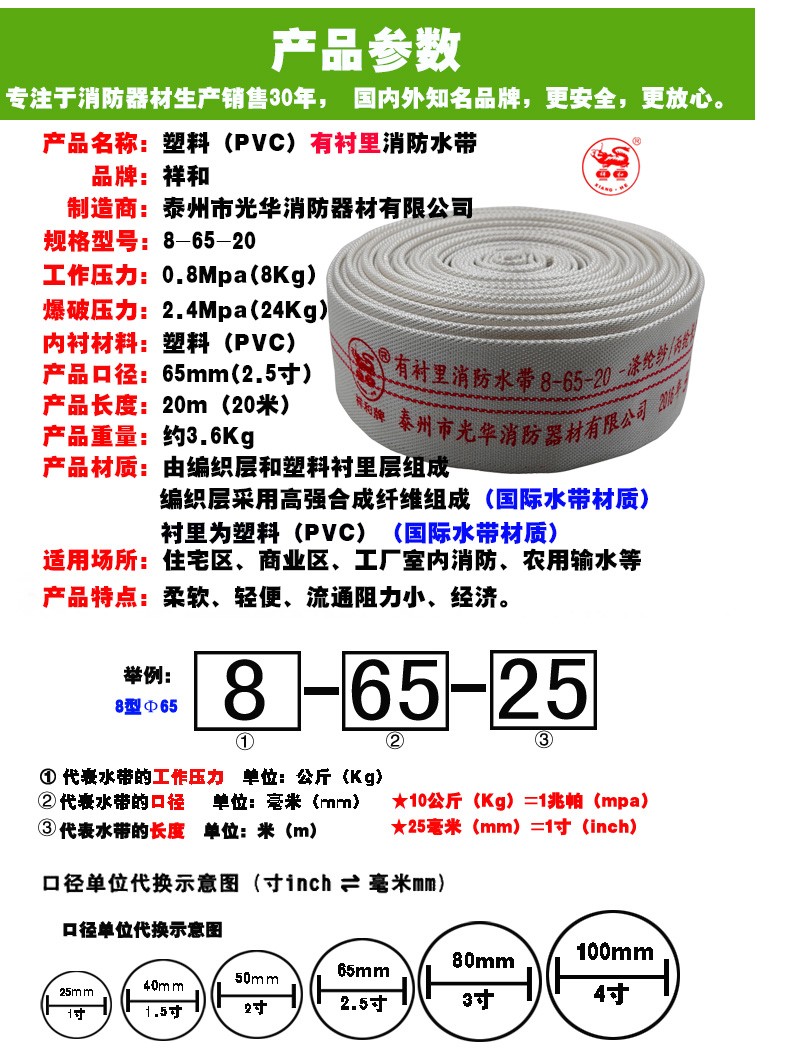 产品参数
专注于消防器材生产销售30年， 国内外知名品牌，更安全，更放心。
产品名称：塑料（PVC）有衬里消防水带
品牌：祥和
制造商：泰州市光华消防器材有限公司
规格型号：8-65-20
工作压力：0.8Mpa(8Kg)
爆破压力：2.4Mpa(24Kg)
内衬材料：塑料（PVC）
产品口径：65mm(2.5寸)
产品长度：20m（20米）
产品重量：约3.6Kg
产品材质：由编织层和塑料衬里层组成
编织层采用高强合成纤维组成（国际水带材质）
衬里为塑料（PVC）（国际水带材质）
适用场所：住宅区、商业区、工厂室内消防、农用输水等
产品特点：柔软、轻便、流通阻力小、经济。
®
祥和
XIANG-HE
®
有衬里消防水带 8-65-20 -涤纶纱/丙纶
祥和牌
泰州市光华消防器材有限公司 2016年
举例：
8型Φ65
8-65-25
① ② ③
① 代表水带的工作压力 单位：公斤（Kg）
② 代表水带的口径 单位：毫米（mm） ★10公斤（Kg）=1兆帕（mpa）
③ 代表水带的长度 单位：米（m） ★25毫米（mm）=1寸（inch）
口径单位代换示意图（寸inch ⇌ 毫米mm）
口径单位代换示意图
25mm
1寸
40mm
1.5寸
50mm
2寸
65mm
2.5寸
80mm
3寸
100mm
4寸